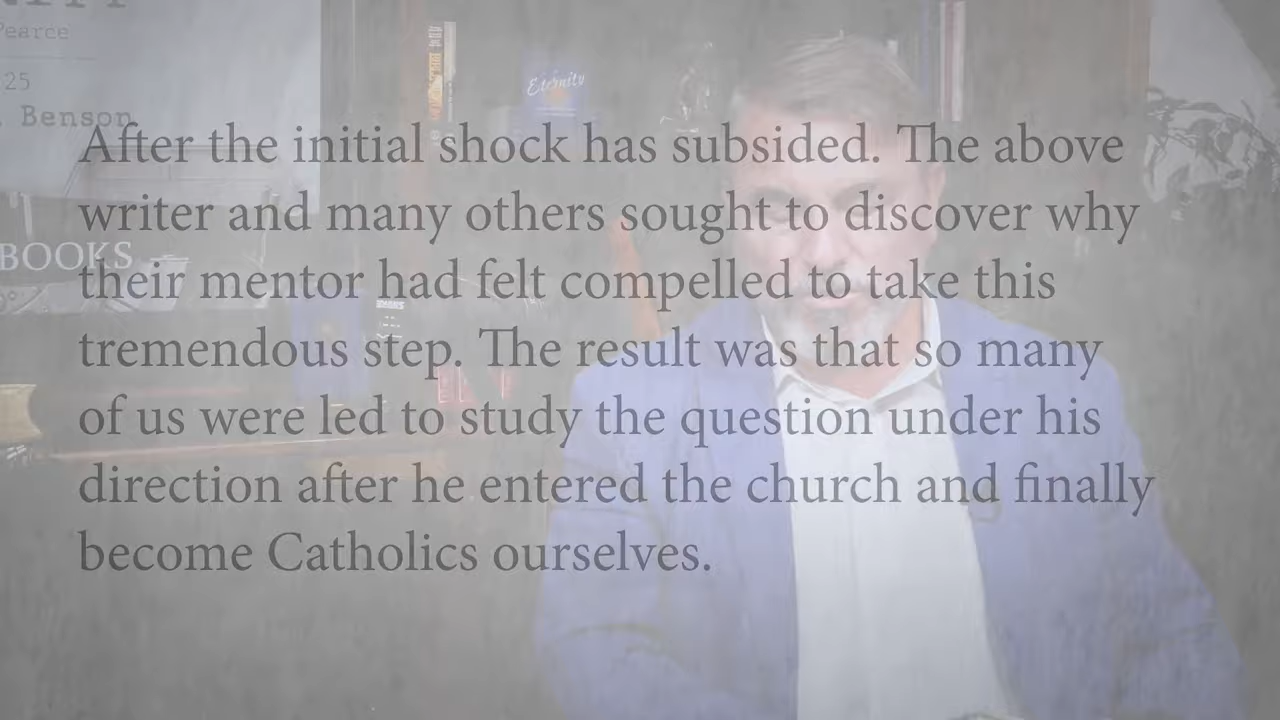 Pearce
25
. Benson
BOOKS
Eternity
After the initial shock has subsided. The above
writer and many others sought to discover why
their mentor had felt compelled to take this
tremendous step. The result was that so many
of us were led to study the question under his
direction after he entered the church and finally
become Catholics ourselves.